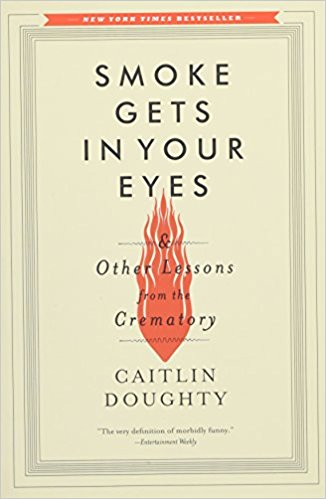 NEW YORK TIMES BESTSELLER
SMOKE
GETS
IN YOUR
EYES
&
Other Lessons
from the
Crematory
CAITLIN
DOUGHTY
"The very definition of morbidly funny."
—Entertainment Weekly